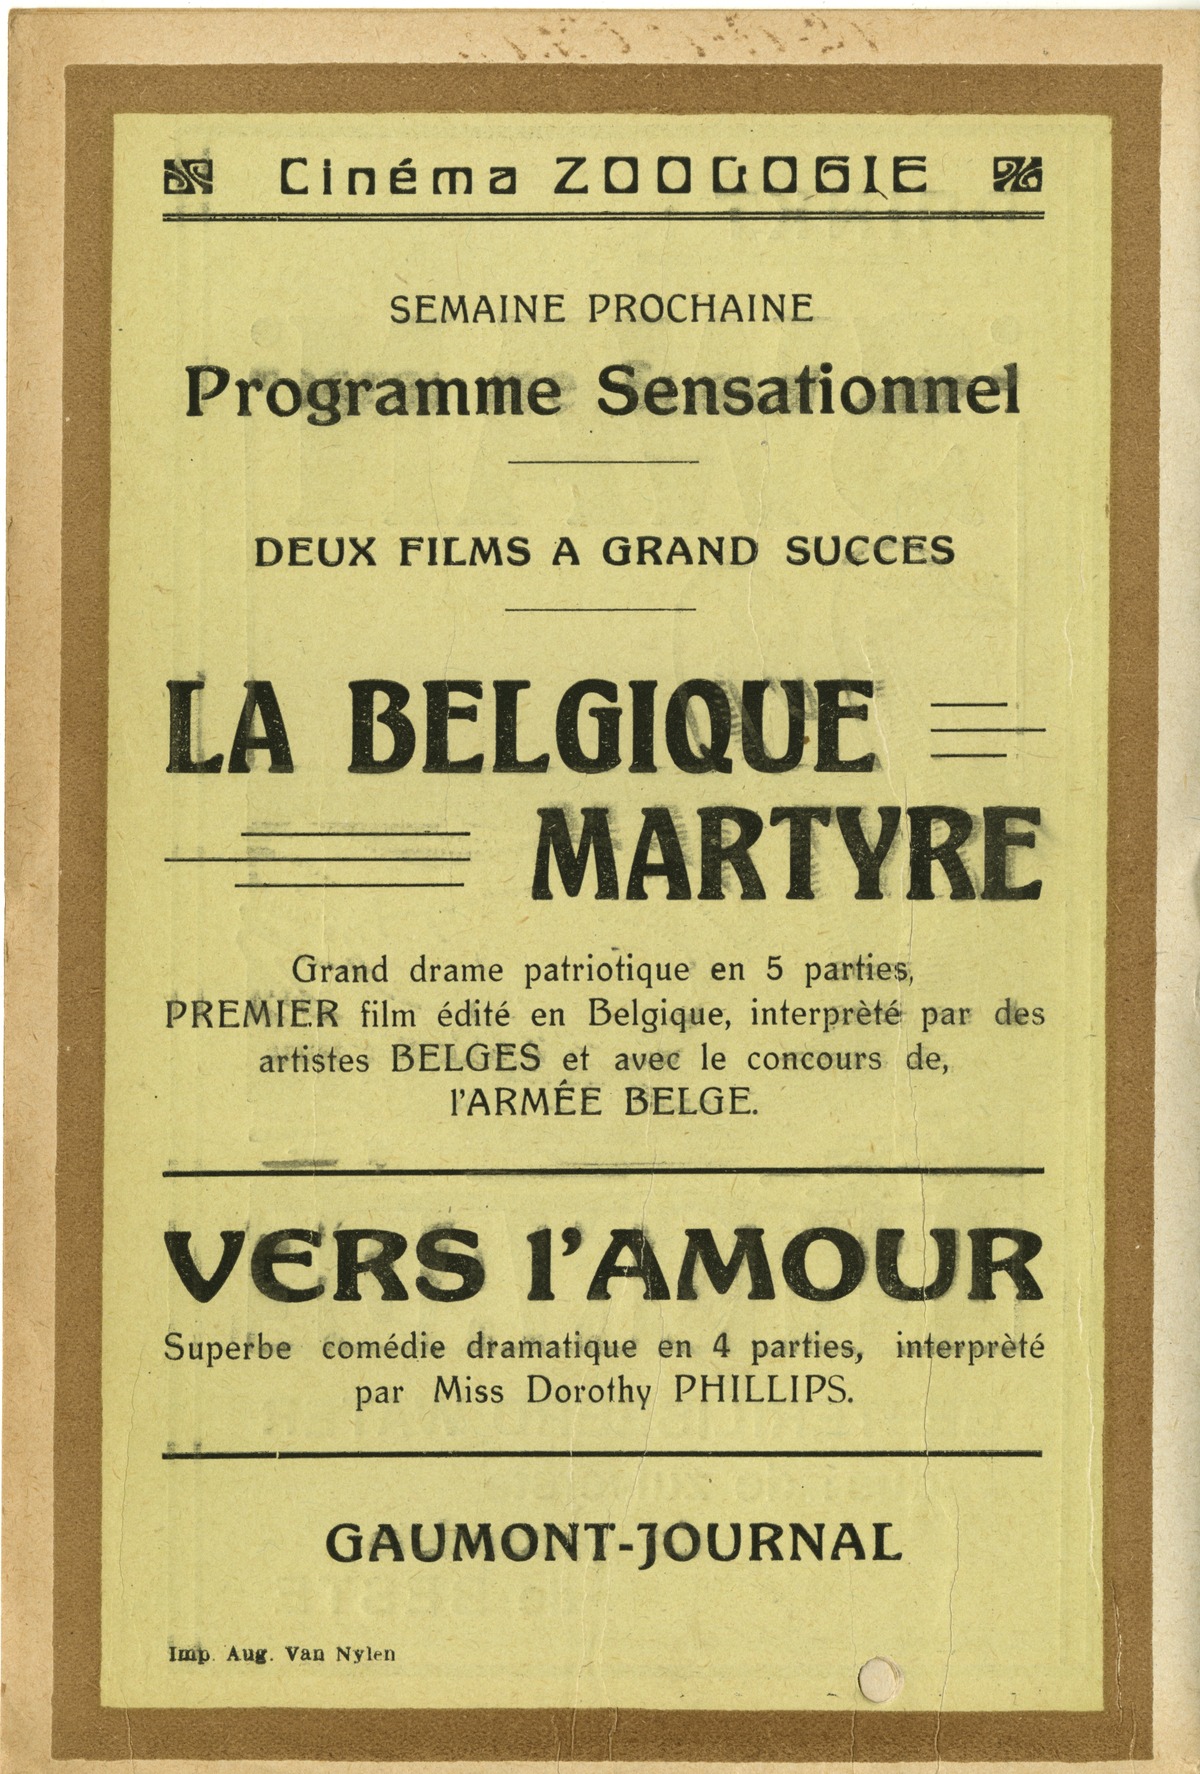 Cinéma ZOOLOGIE
SEMAINE PROCHAINE
Programme Sensationnel
DEUX FILMS A GRAND SUCCES
LA BELGIQUE
MARTYRE
Grand drame patriotique en 5 parties,
PREMIER film édité en Belgique, interprèté par des
artistes BELGES et avec le concours de,
l'ARMÉE BELGE.
VERS l'AMOUR
Superbe comédie dramatique en 4 parties, interprèté
par Miss Dorothy PHILLIPS.
GAUMONT-JOURNAL
Imp. Aug. Van Nylen